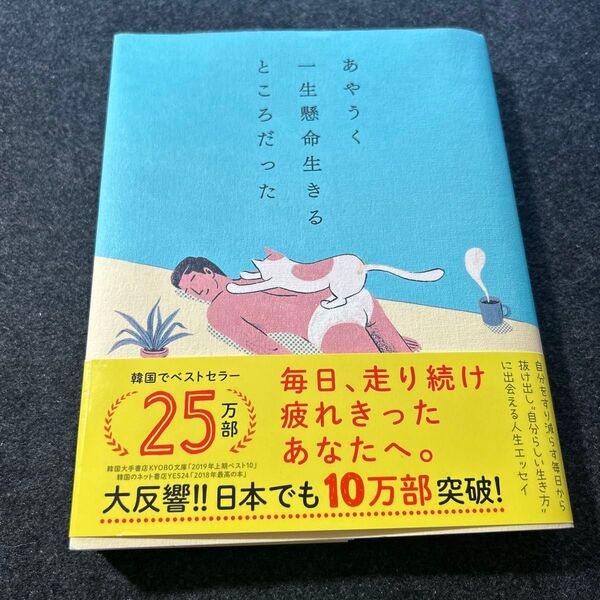 あやうく
一生懸命生きる
ところだった
韓国でベストセラー
25万部
韓国大手書店KYOBO文庫「2019年上期ベスト10」
韓国のネット書店YES24「2018年最高の本」
毎日、走り続け
疲れきった
あなたへ。
大反響!!日本でも10万部突破!
自分をすり減らす毎日から
抜け出し“自分らしい生き方”
に出会える人生エッセイ